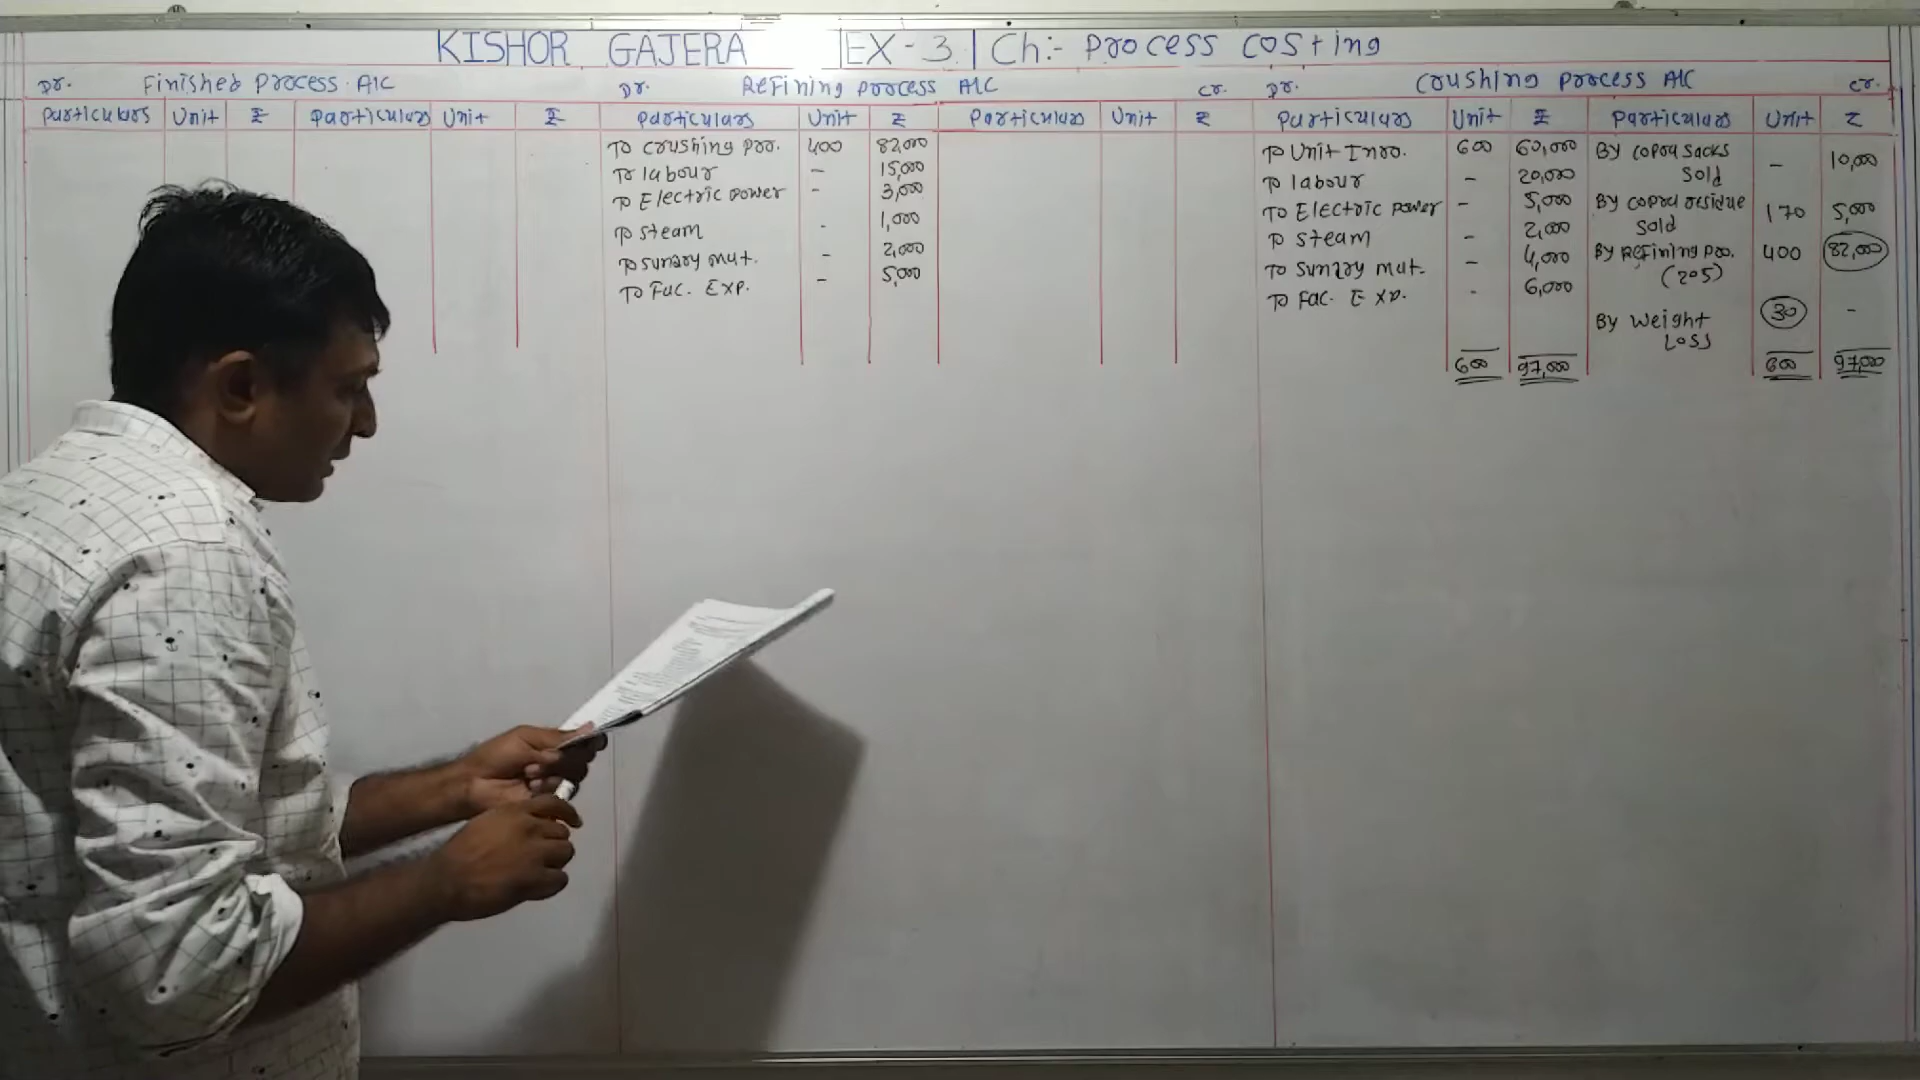 KISHOR GAJERA EX-3 Ch:- Process Costing
Dr. Finished Process A/C
Particulars Unit ₹ Particulars Unit ₹
Dr. Refining Process A/C Cr.
Particulars Unit ₹ Particulars Unit ₹
To crushing pro. 400 82,000
To labour - 15,000
To Electric power - 3,000
To steam - 1,000
To Sundry mat. - 2,000
To Fac. Exp. - 5,000
Dr. Crushing Process A/C Cr.
Particulars Unit ₹ Particulars Unit ₹
To Unit Intro. 600 60,000 By copra sacks
sold - 10,000
To labour - 20,000
To Electric power - 5,000 By copra residue
sold 170 5,000
To steam - 2,000
To Sundry mat. - 4,000 By Refining pro. 400 82,000
(205)
To Fac. Exp. - 6,000
By Weight
Loss 30 -
600 97,000 600 97,000